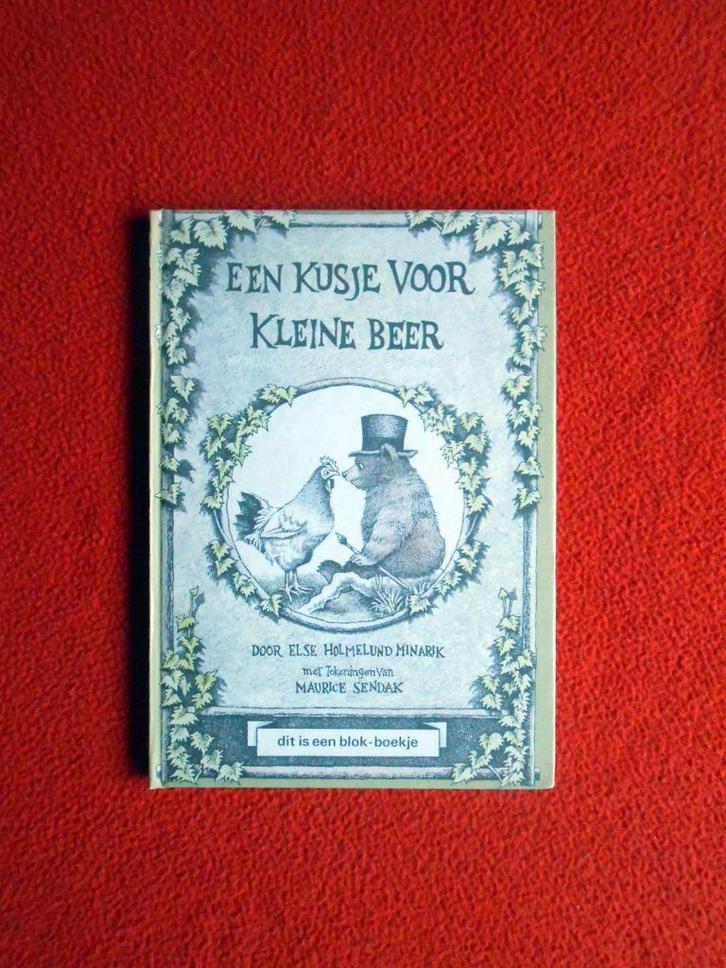 EEN KUSJE VOOR
KLEINE BEER
DOOR ELSE HOLMELUND MINARIK
met Tekeningen van
MAURICE SENDAK
dit is een blok-boekje